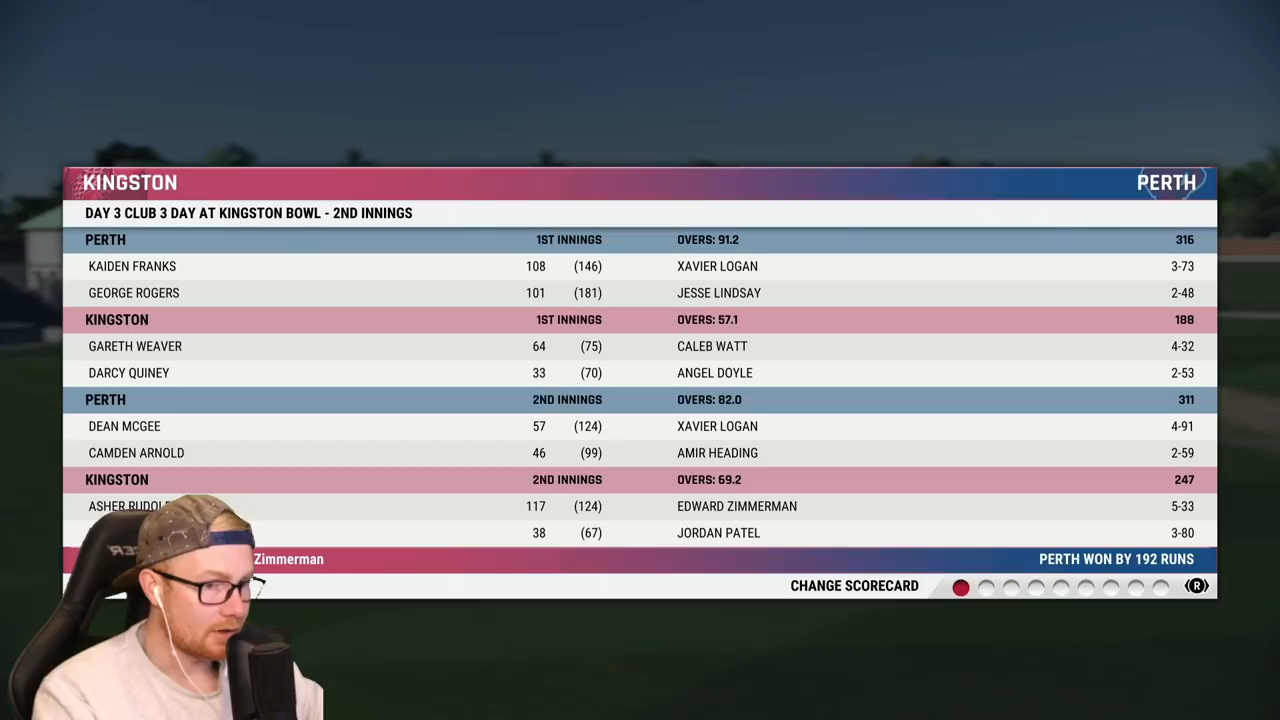 KINGSTON PERTH
DAY 3 CLUB 3 DAY AT KINGSTON BOWL - 2ND INNINGS
PERTH 1ST INNINGS OVERS: 91.2 316
KAIDEN FRANKS 108 (146) XAVIER LOGAN 3-73
GEORGE ROGERS 101 (181) JESSE LINDSAY 2-48
KINGSTON 1ST INNINGS OVERS: 57.1 188
GARETH WEAVER 64 (75) CALEB WATT 4-32
DARCY QUINEY 33 (70) ANGEL DOYLE 2-53
PERTH 2ND INNINGS OVERS: 82.0 311
DEAN MCGEE 57 (124) XAVIER LOGAN 4-91
CAMDEN ARNOLD 46 (99) AMIR HEADING 2-59
KINGSTON 2ND INNINGS OVERS: 69.2 247
ASHER 117 (124) EDWARD ZIMMERMAN 5-33
38 (67) JORDAN PATEL 3-80
Zimmerman PERTH WON BY 192 RUNS
CHANGE SCORECARD R